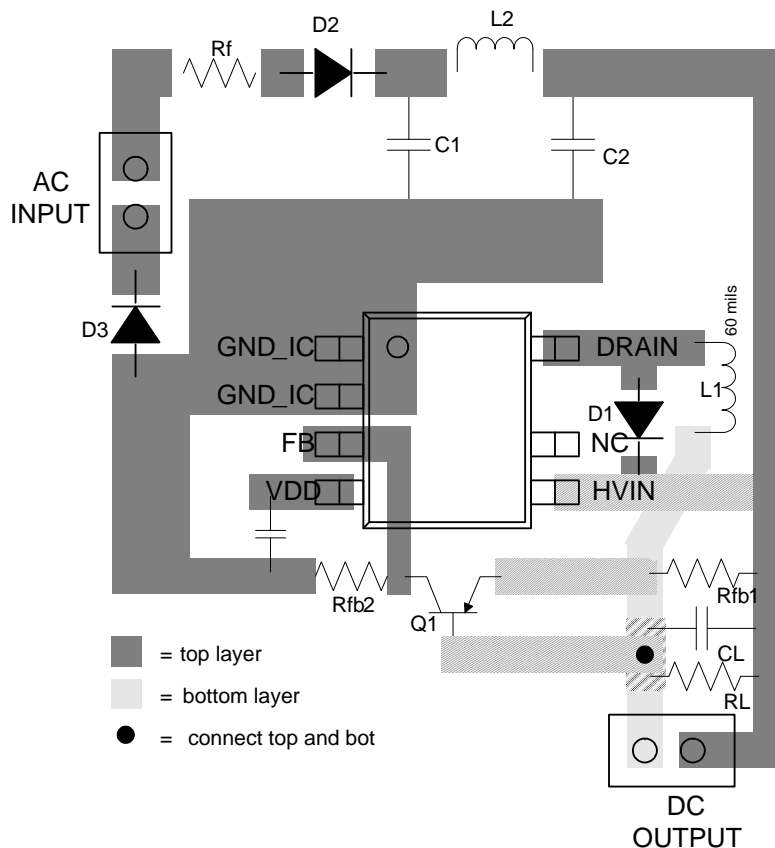 L2
D2
Rf
C1
C2
AC
INPUT
D3
60 mils
GND_IC
DRAIN
GND_IC
L1
D1
FB
NC
VDD
HVIN
Rfb2
Rfb1
Q1
= top layer
CL
= bottom layer
RL
= connect top and bot
DC
OUTPUT